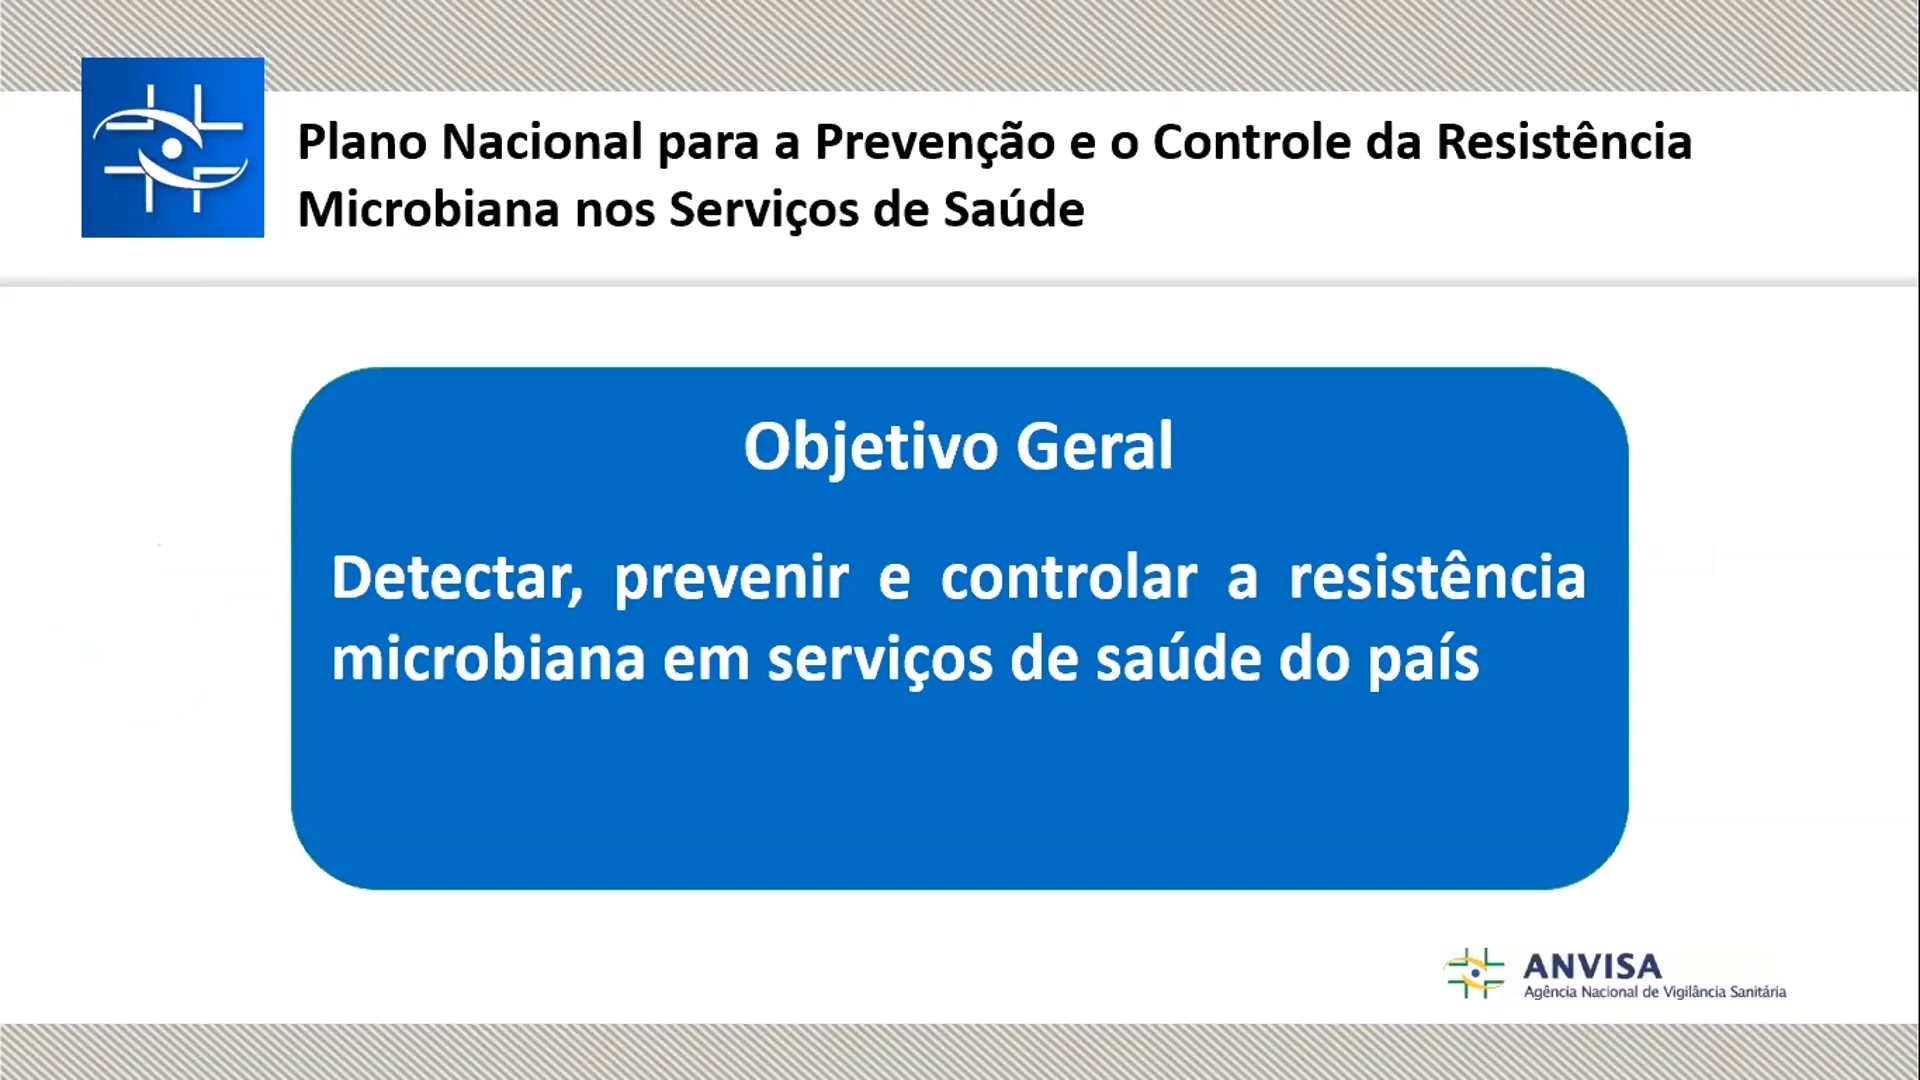 Plano Nacional para a Prevenção e o Controle da Resistência
Microbiana nos Serviços de Saúde
Objetivo Geral
Detectar, prevenir e controlar a resistência
microbiana em serviços de saúde do país
ANVISA
Agência Nacional de Vigilância Sanitária